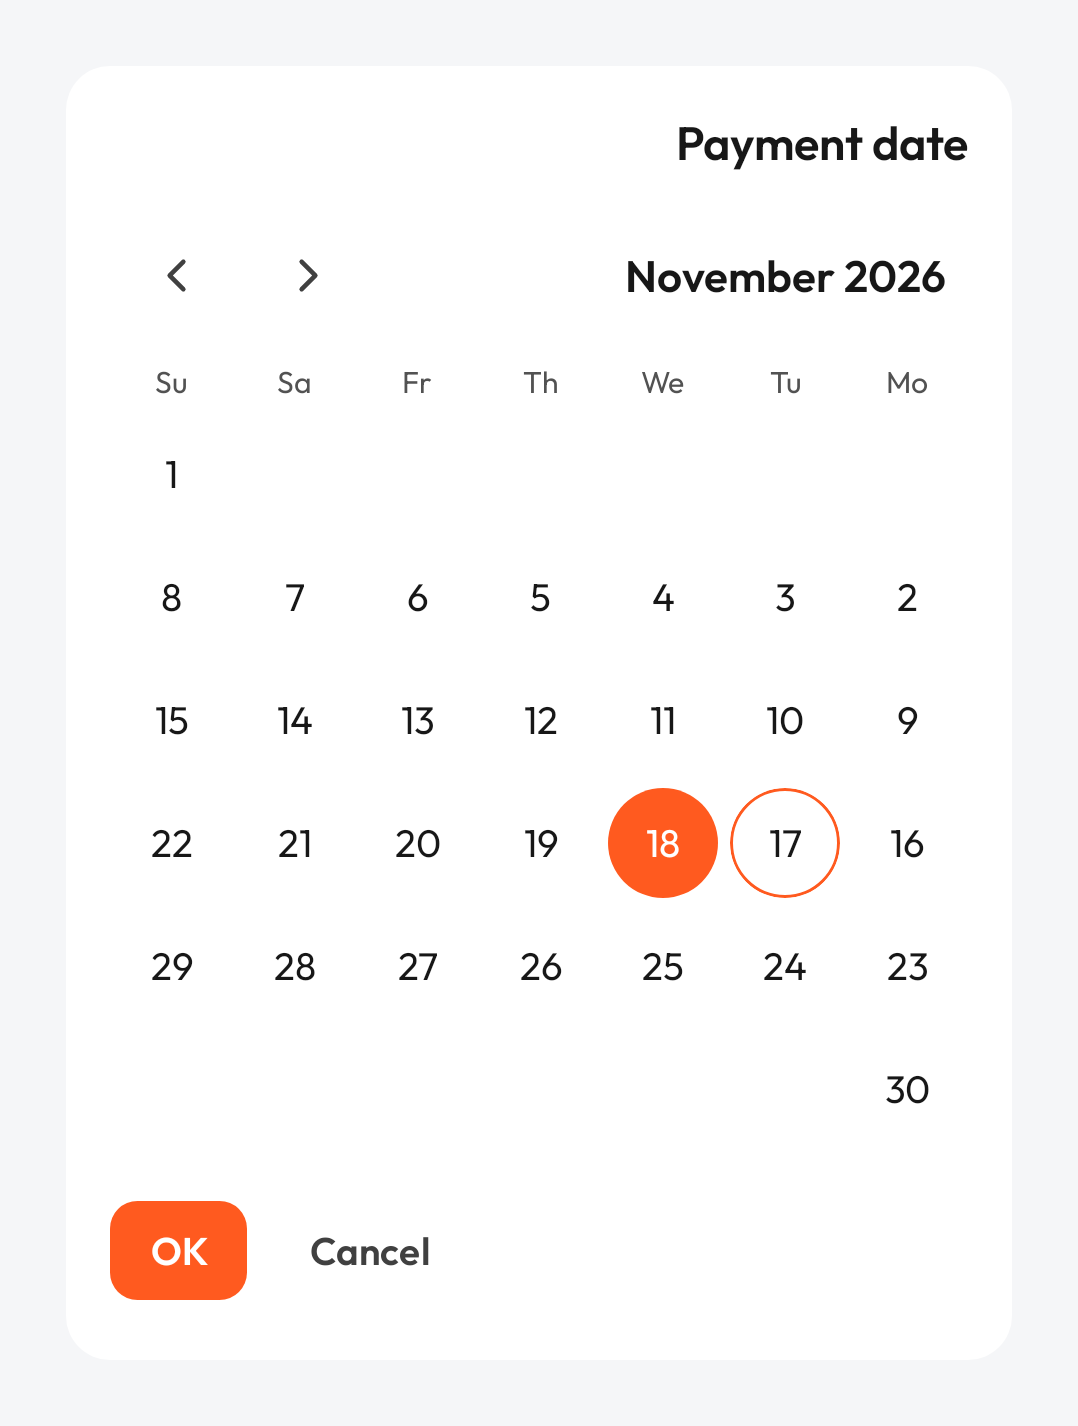 Payment date
November 2026
Mo Tu We Th Fr Sa Su
1
2 3 4 5 6 7 8
9 10 11 12 13 14 15
16 17 18 19 20 21 22
23 24 25 26 27 28 29
30
Cancel OK